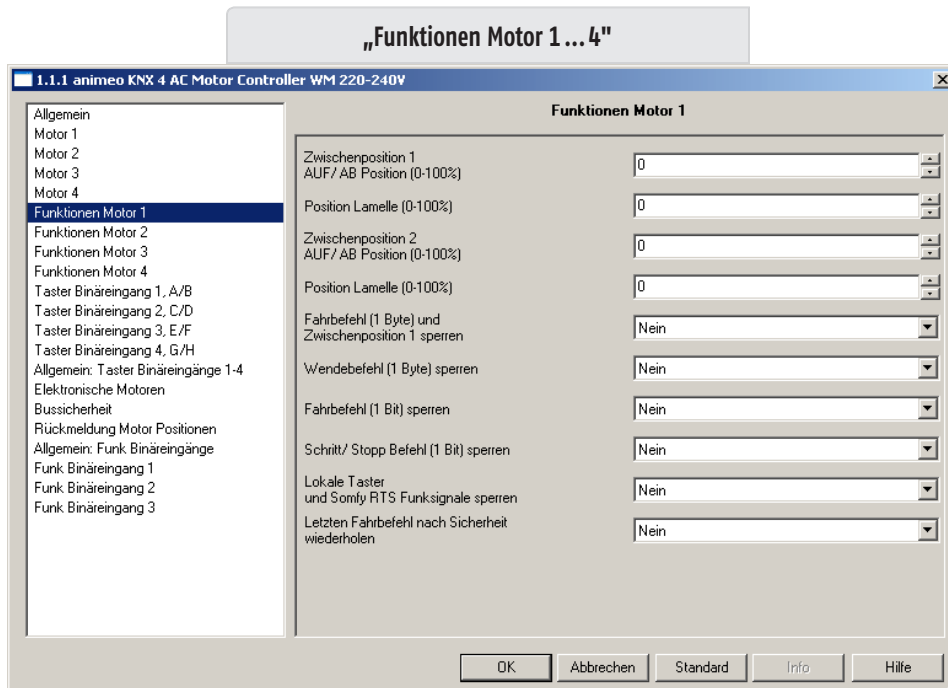 „Funktionen Motor 1 ... 4"
1.1.1 animeo KNX 4 AC Motor Controller WM 220-240V
Allgemein
Motor 1
Motor 2
Motor 3
Motor 4
Funktionen Motor 1
Funktionen Motor 2
Funktionen Motor 3
Funktionen Motor 4
Taster Binäreingang 1, A/B
Taster Binäreingang 2, C/D
Taster Binäreingang 3, E/F
Taster Binäreingang 4, G/H
Allgemein: Taster Binäreingänge 1-4
Elektronische Motoren
Bussicherheit
Rückmeldung Motor Positionen
Allgemein: Funk Binäreingänge
Funk Binäreingang 1
Funk Binäreingang 2
Funk Binäreingang 3
Funktionen Motor 1
Zwischenposition 1
AUF/ AB Position (0-100%)
0
Position Lamelle (0-100%)
0
Zwischenposition 2
AUF/ AB Position (0-100%)
0
Position Lamelle (0-100%)
0
Fahrbefehl (1 Byte) und
Zwischenposition 1 sperren
Nein
Wendebefehl (1 Byte) sperren
Nein
Fahrbefehl (1 Bit) sperren
Nein
Schritt/ Stopp Befehl (1 Bit) sperren
Nein
Lokale Taster
und Somfy RTS Funksignale sperren
Nein
Letzten Fahrbefehl nach Sicherheit
wiederholen
Nein
OK
Abbrechen
Standard
Info
Hilfe